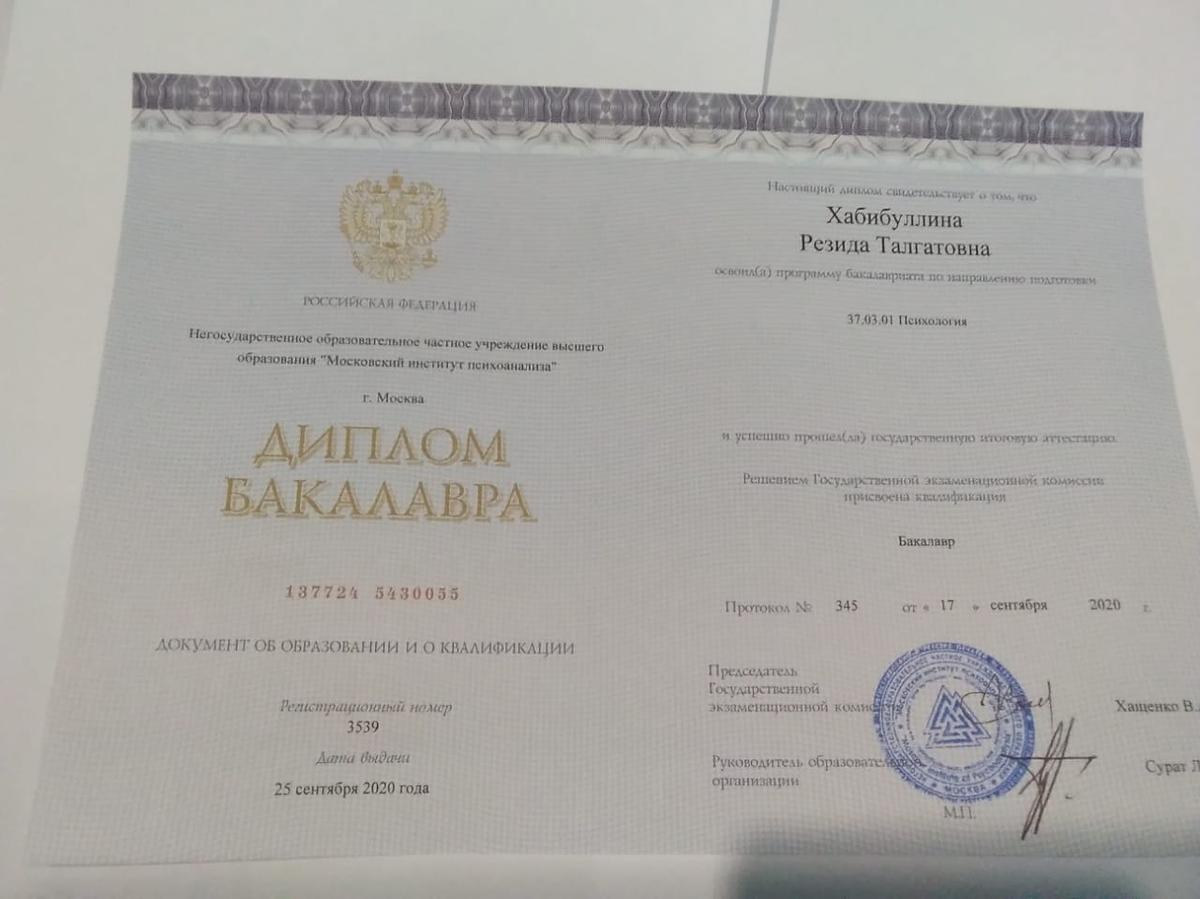 РОССИЙСКАЯ ФЕДЕРАЦИЯ
Негосударственное образовательное частное учреждение высшего
образования "Московский институт психоанализа"
г. Москва
ДИПЛОМ
БАКАЛАВРА
137724 5430055
ДОКУМЕНТ ОБ ОБРАЗОВАНИИ И О КВАЛИФИКАЦИИ
Регистрационный номер
3539
Дата выдачи
25 сентября 2020 года
Настоящий диплом свидетельствует о том, что
Хабибуллина
Резида Талгатовна
освоил(а) программу бакалавриата по направлению подготовки
37.03.01 Психология
и успешно прошел(ла) государственную итоговую аттестацию
Решением Государственной экзаменационной комиссии
присвоена квалификация
Бакалавр
Протокол № 345 от « 17 » сентября 2020 г.
Председатель
Государственной
экзаменационной Хащенко В.
Руководитель образовательной
организации Сурат
М.П.
МОСКВА